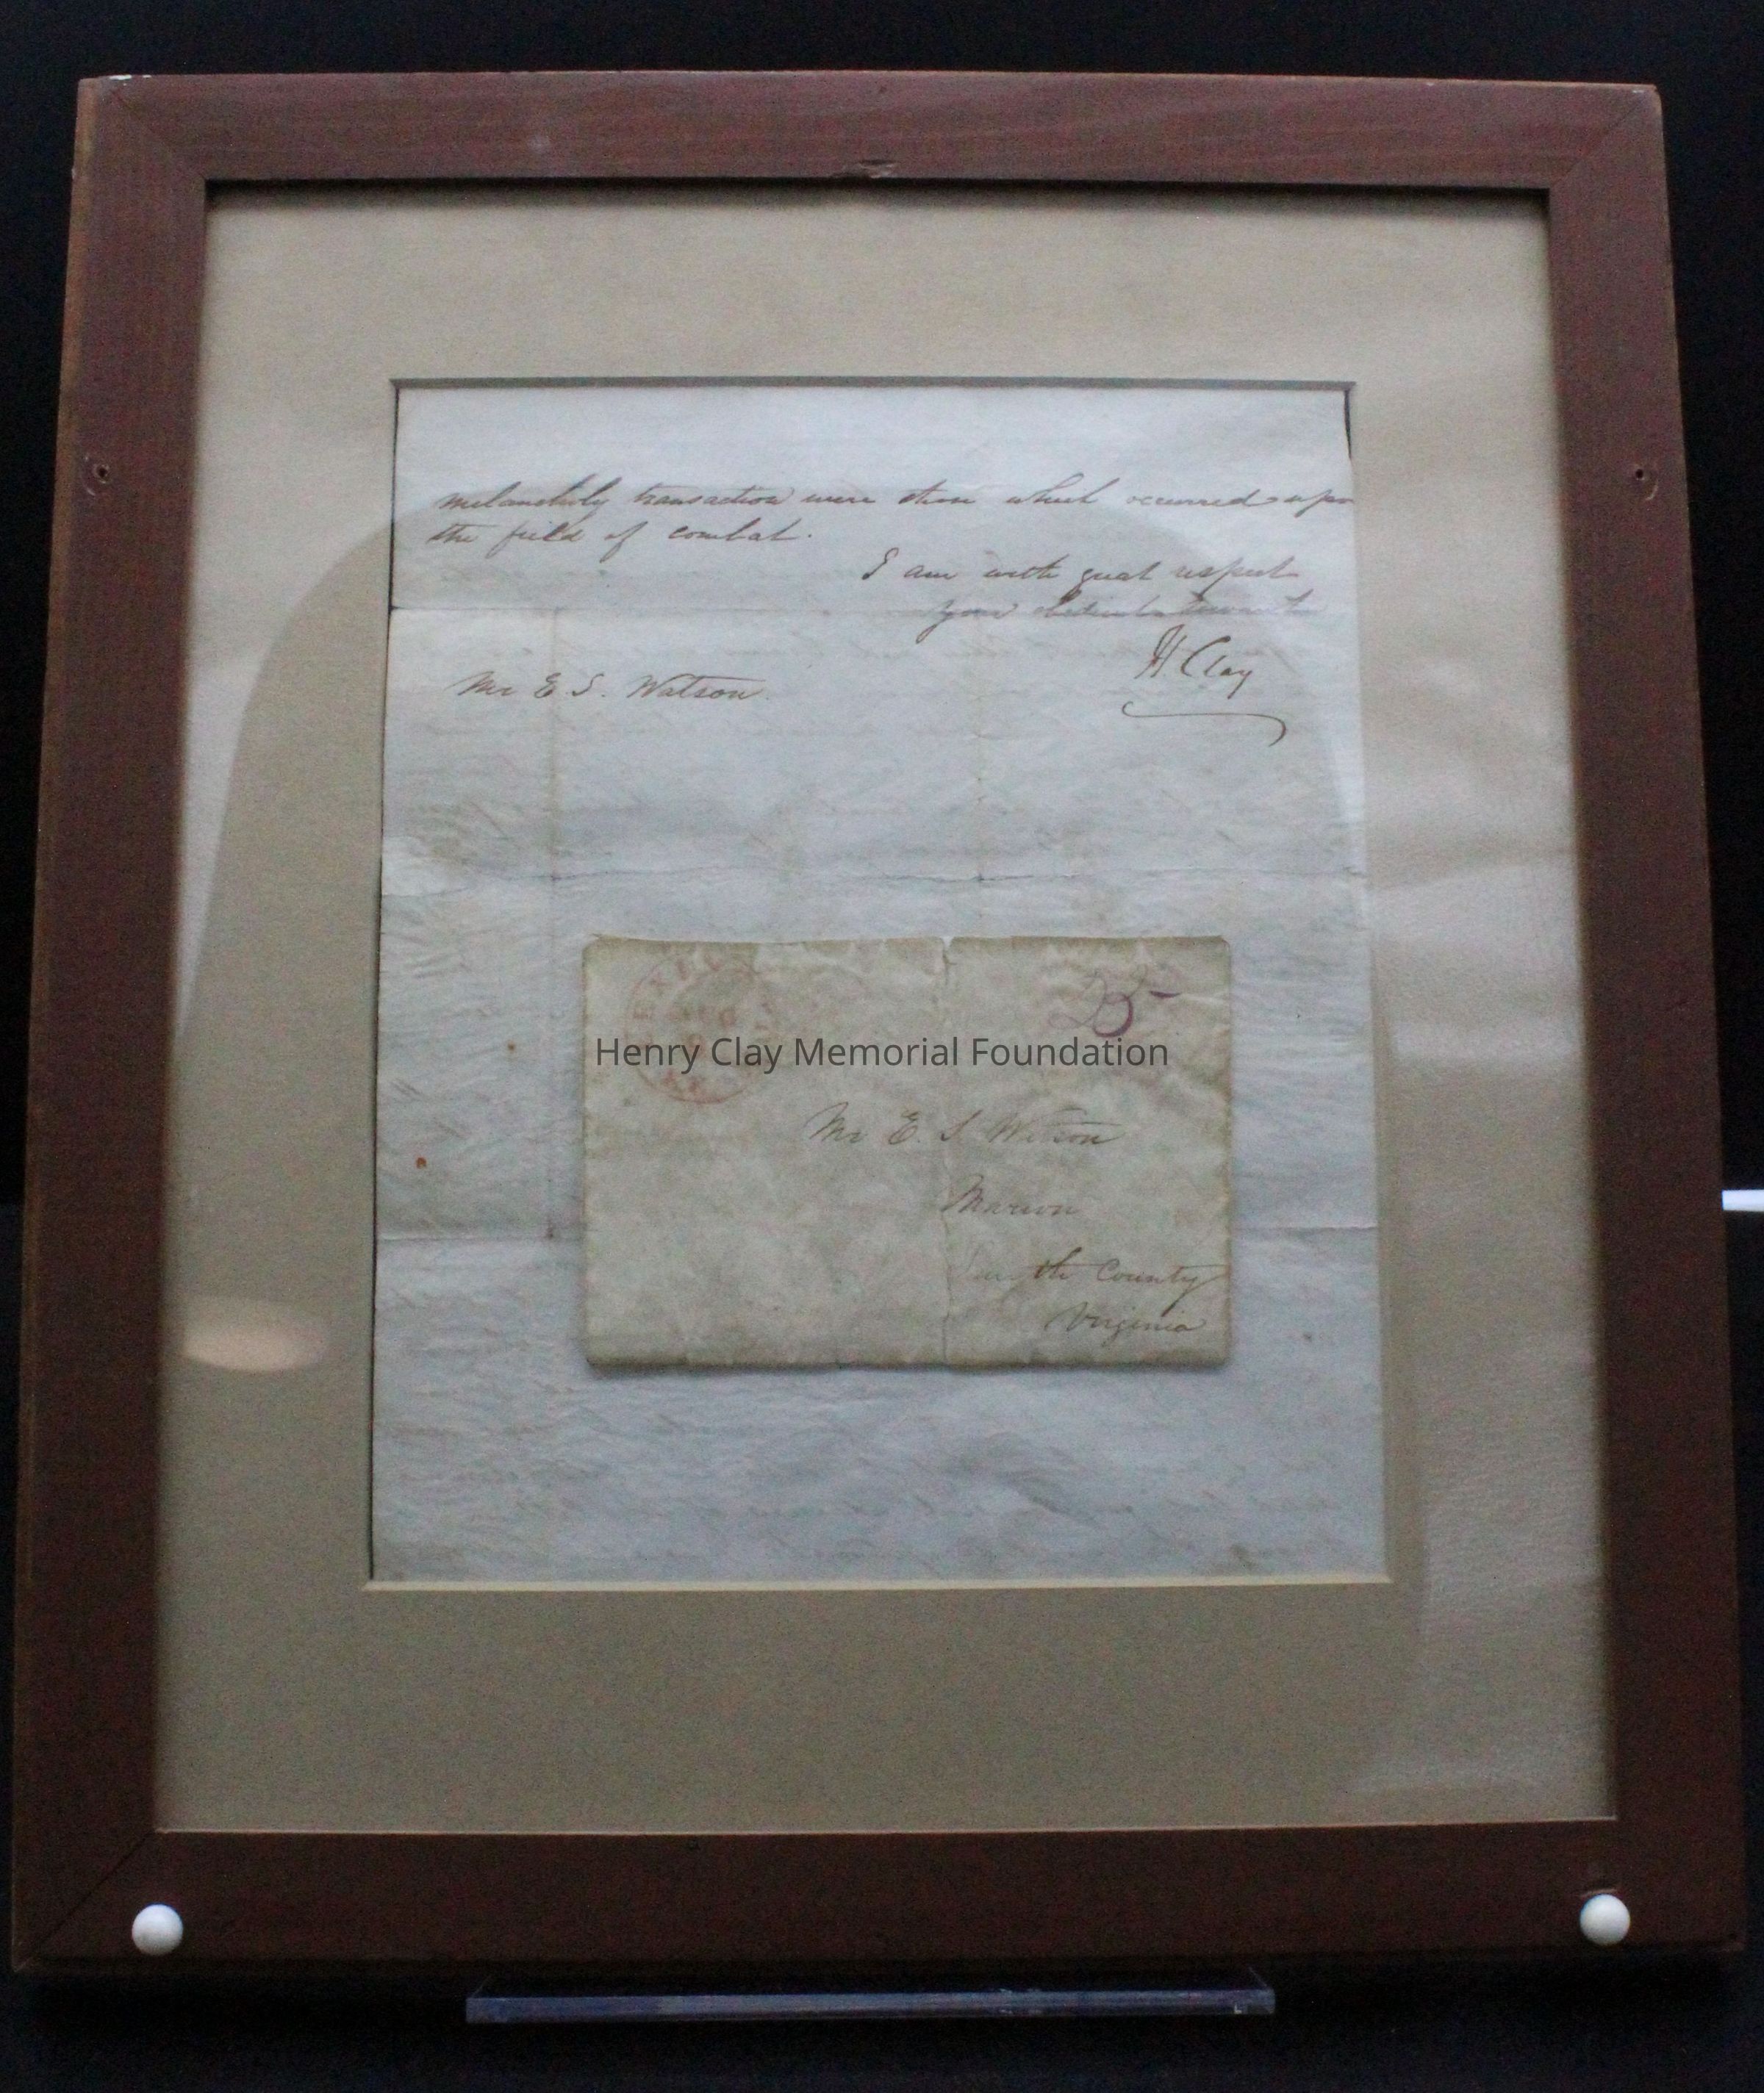 melancholy transaction were those which occurred upon
the field of combat.
I am with great respect
Your obedient servant
H Clay
Mr E. S. Watson.
25
Henry Clay Memorial Foundation
Mr E. S Watson
Marion
Smyth County
Virginia